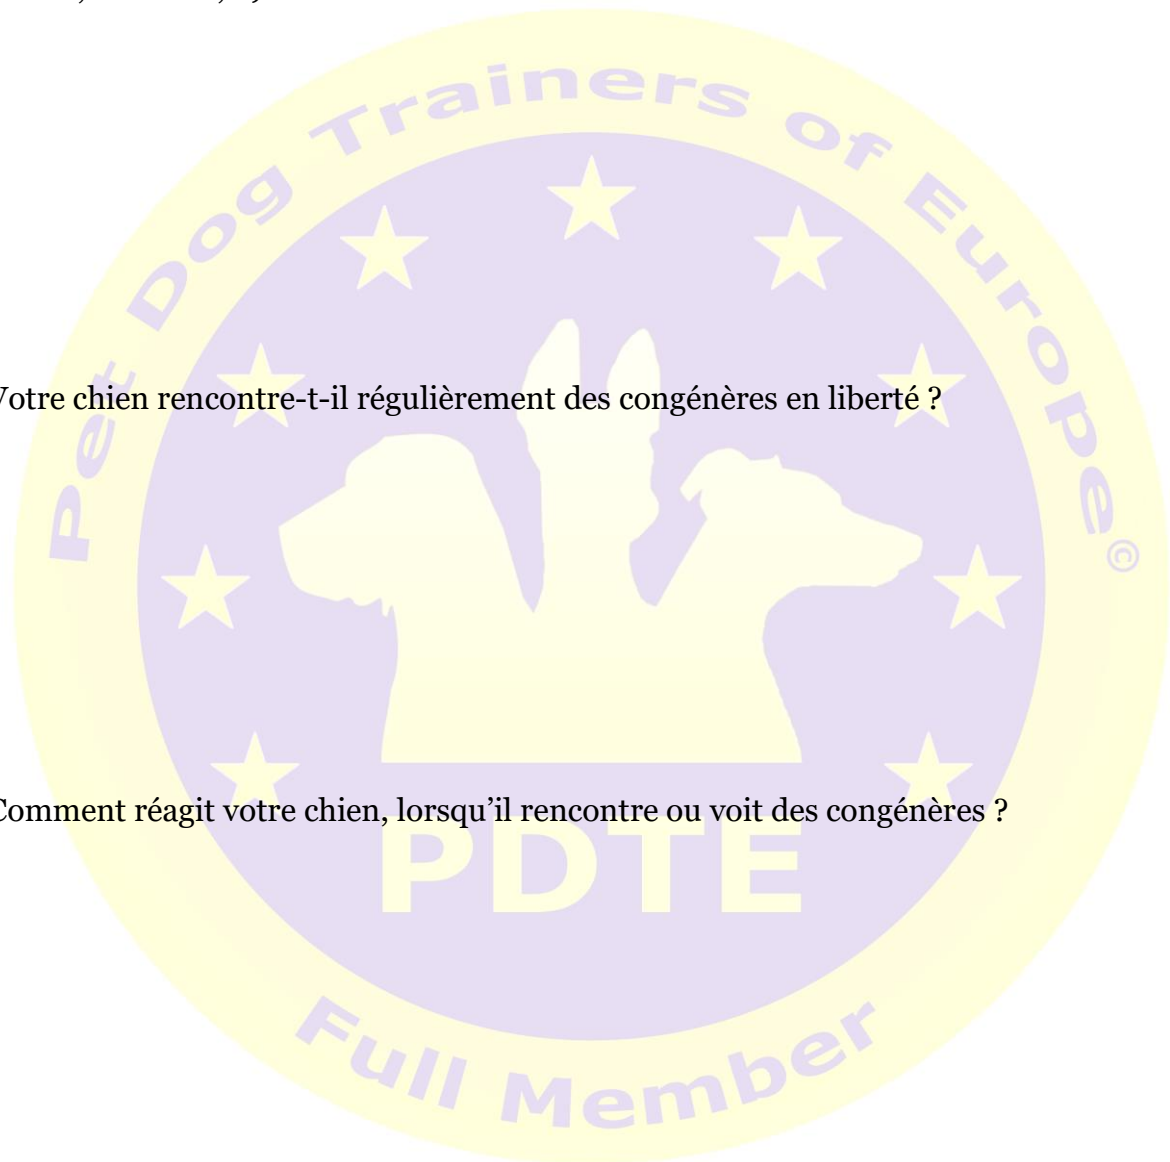 Pet Dog Trainers of Europe©
Votre chien rencontre-t-il régulièrement des congénères en liberté ?
Comment réagit votre chien, lorsqu’il rencontre ou voit des congénères ?
PDTE
Full Member